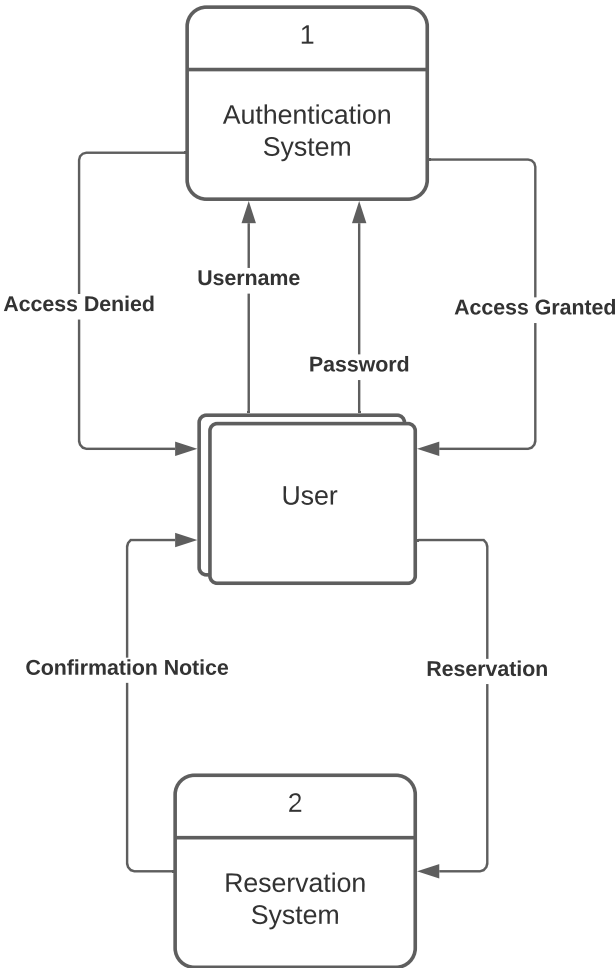 1
Authentication
System
Username
Access Denied
Access Granted
Password
User
Confirmation Notice
Reservation
2
Reservation
System